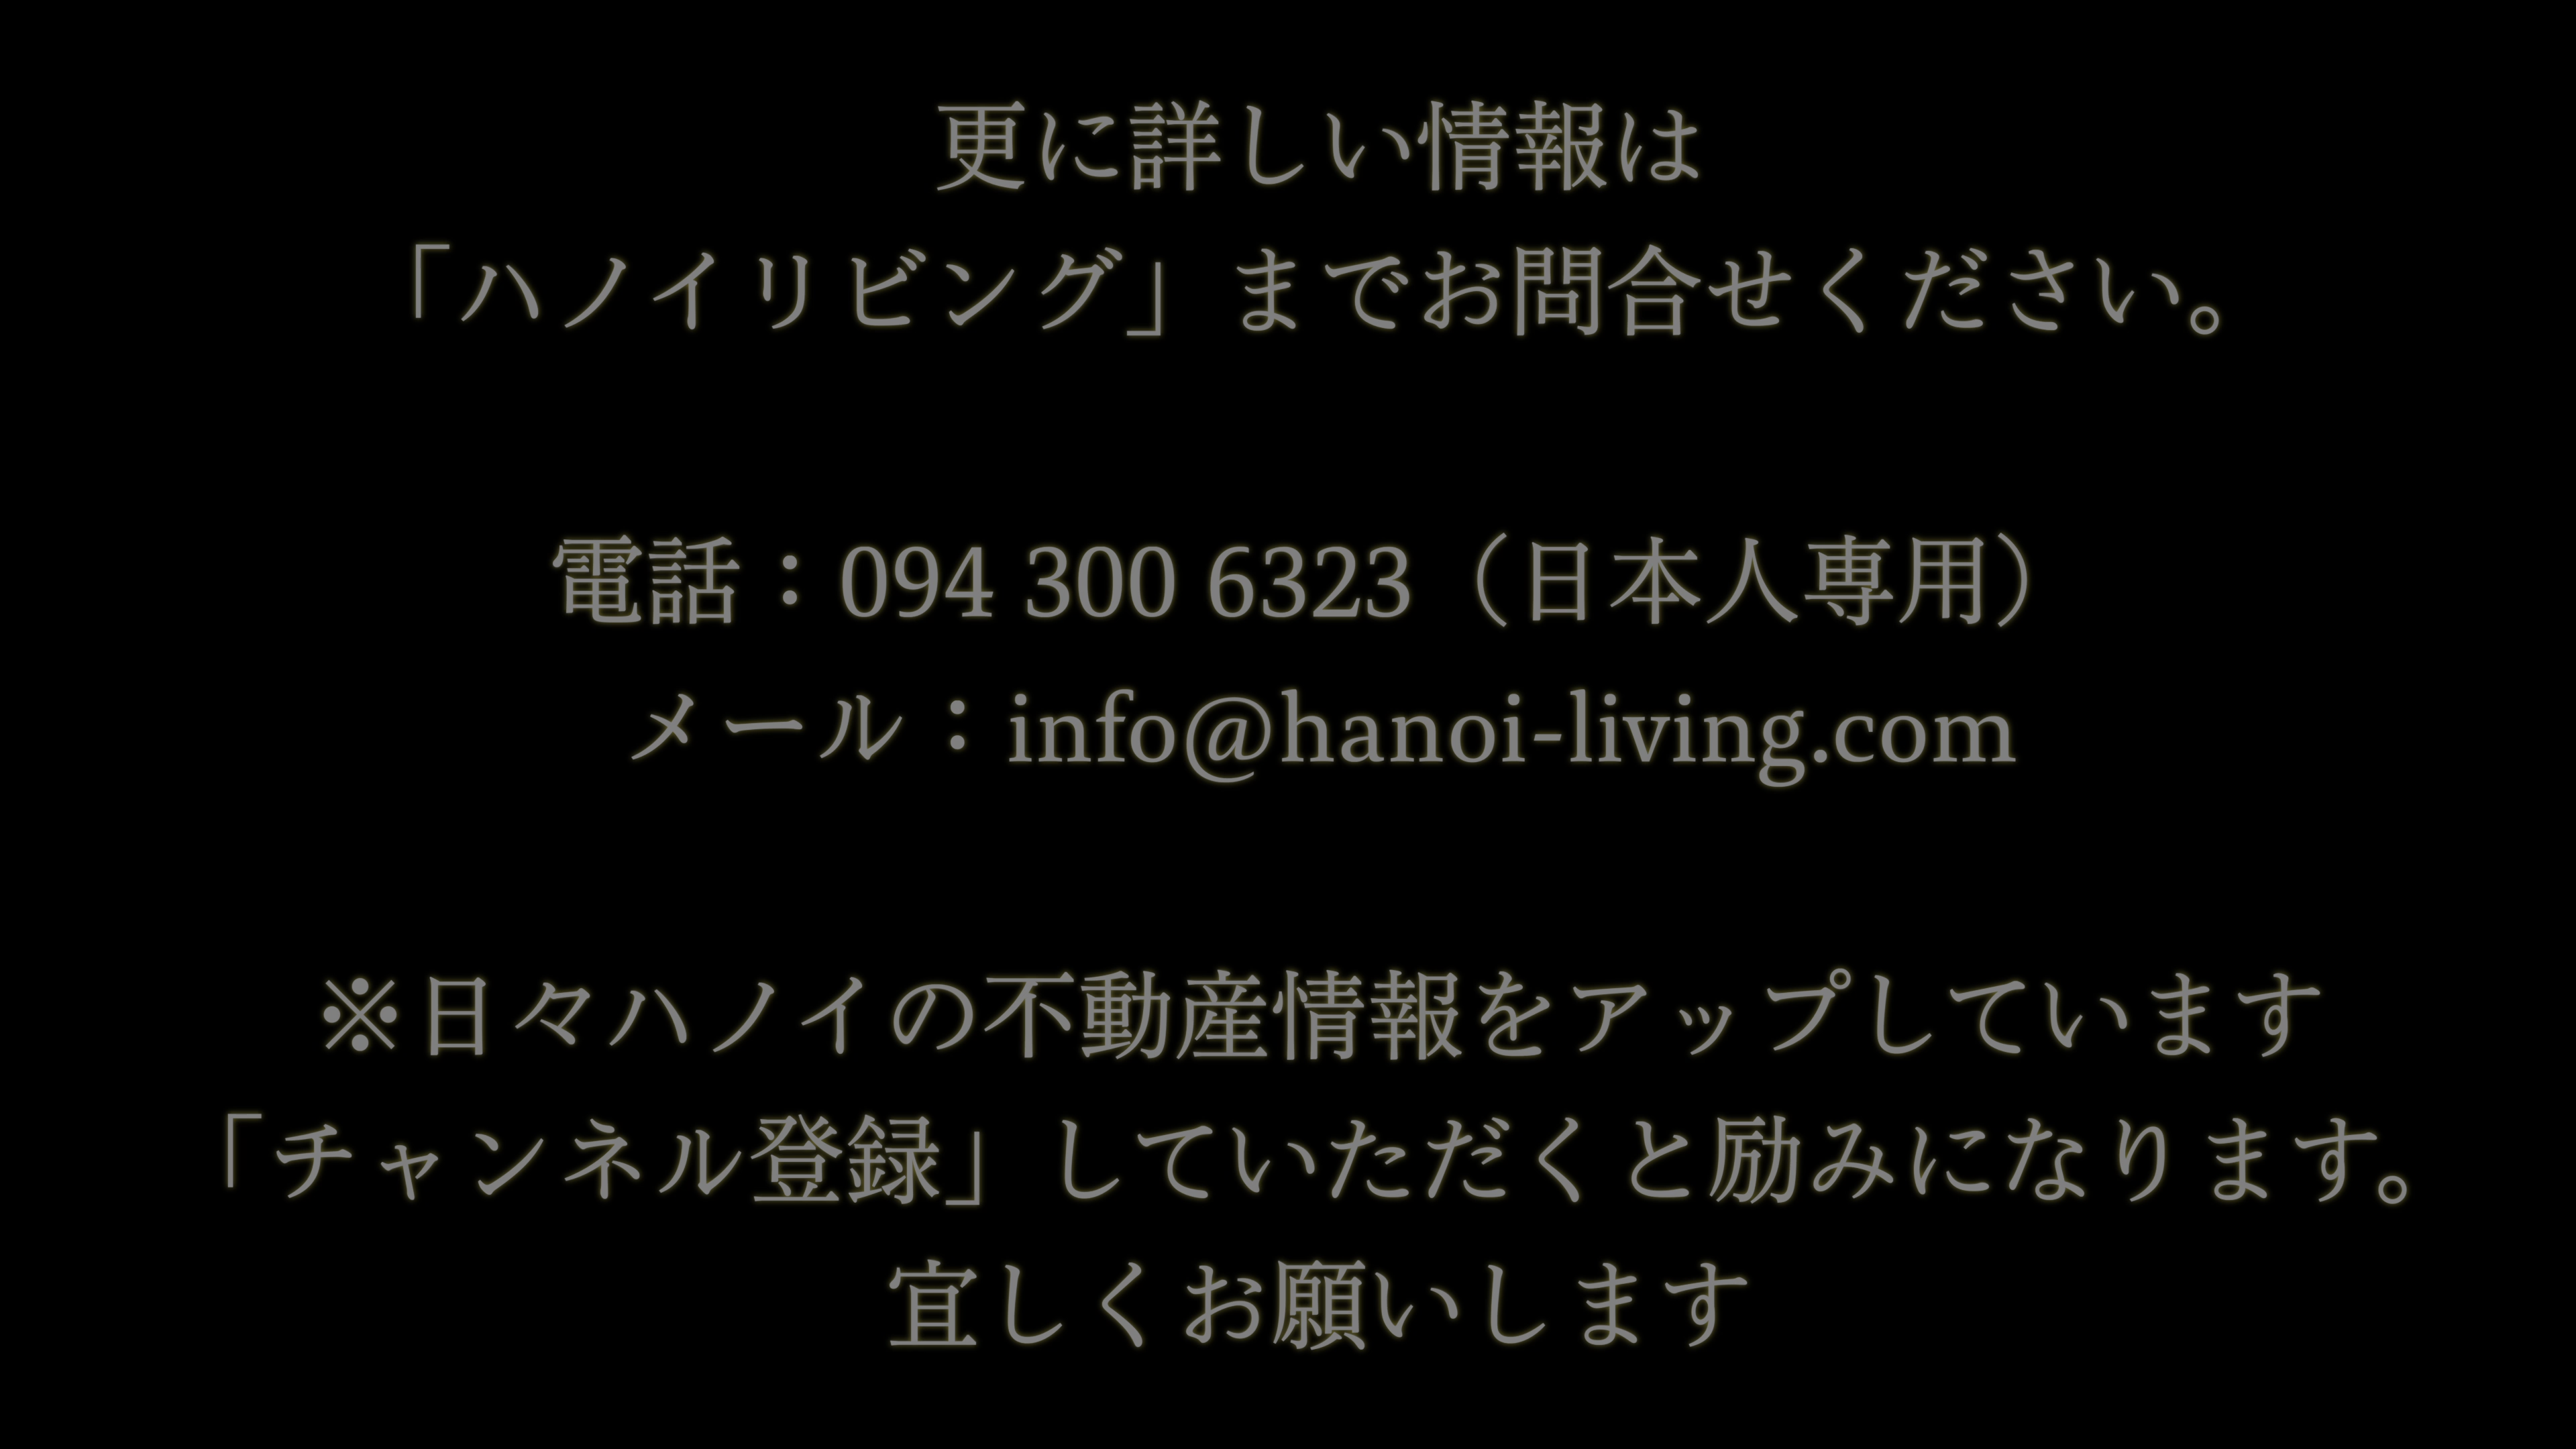 更に詳しい情報は
「ハノイリビング」までお問合せください。
電話：094 300 6323（日本人専用）
メール：info@hanoi-living.com
※日々ハノイの不動産情報をアップしています
「チャンネル登録」していただくと励みになります。
宜しくお願いします